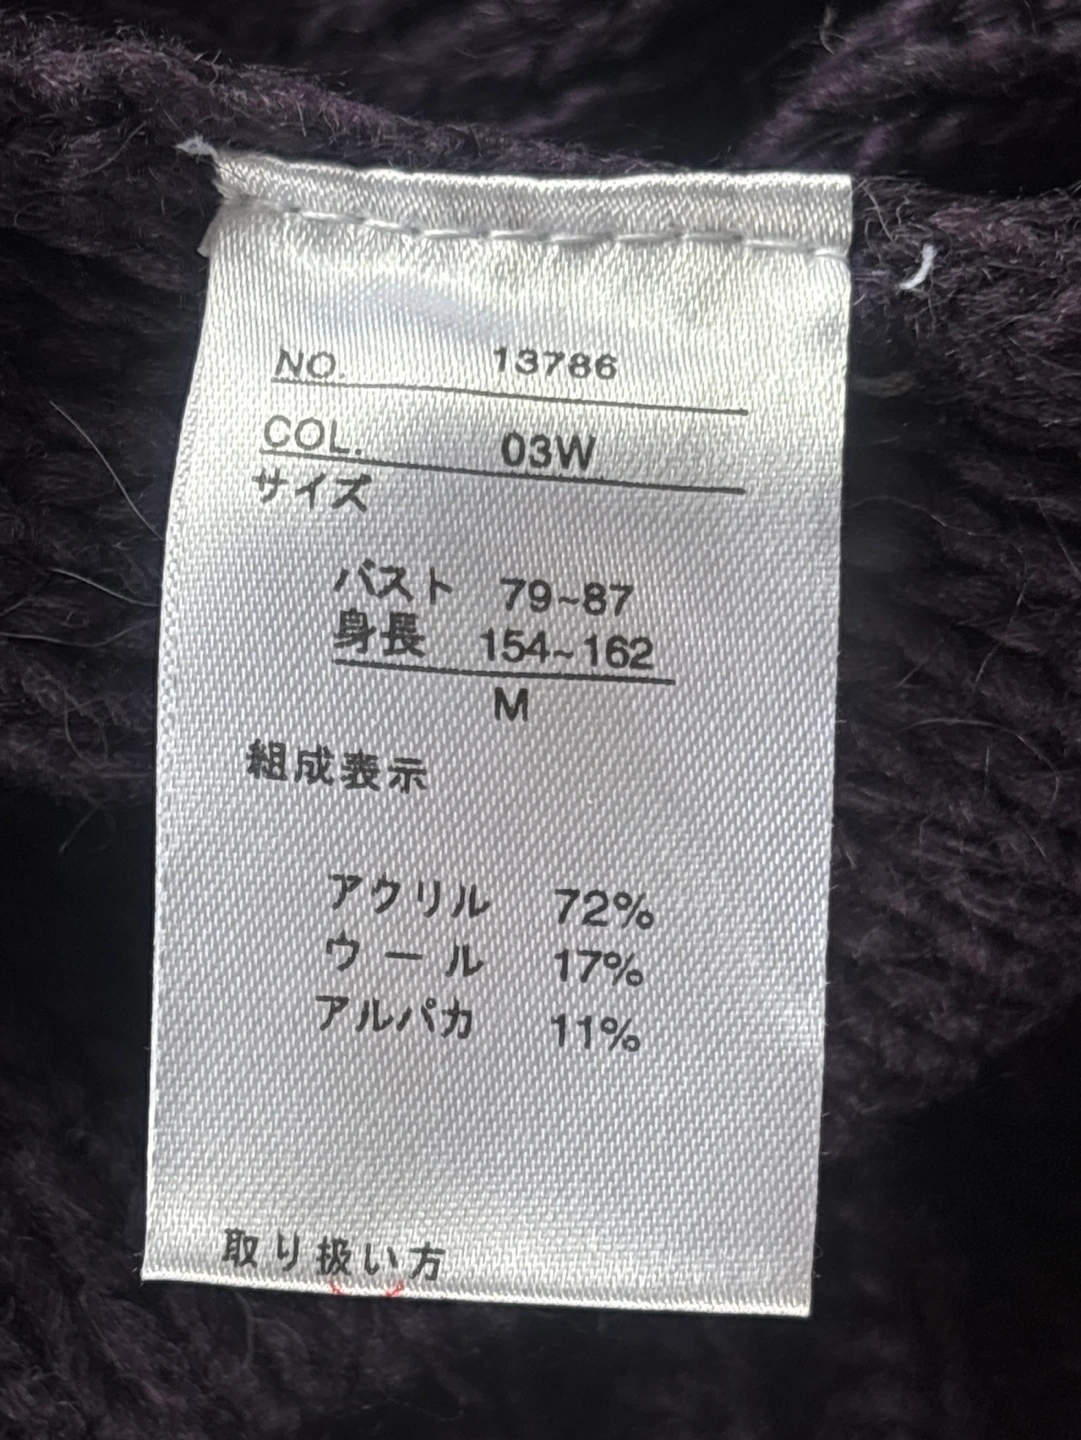 NO. 13786
COL. 03W
サイズ
バスト 79~87
身長 154~162
M
組成表示
アクリル 72%
ウール 17%
アルパカ 11%
取り扱い方